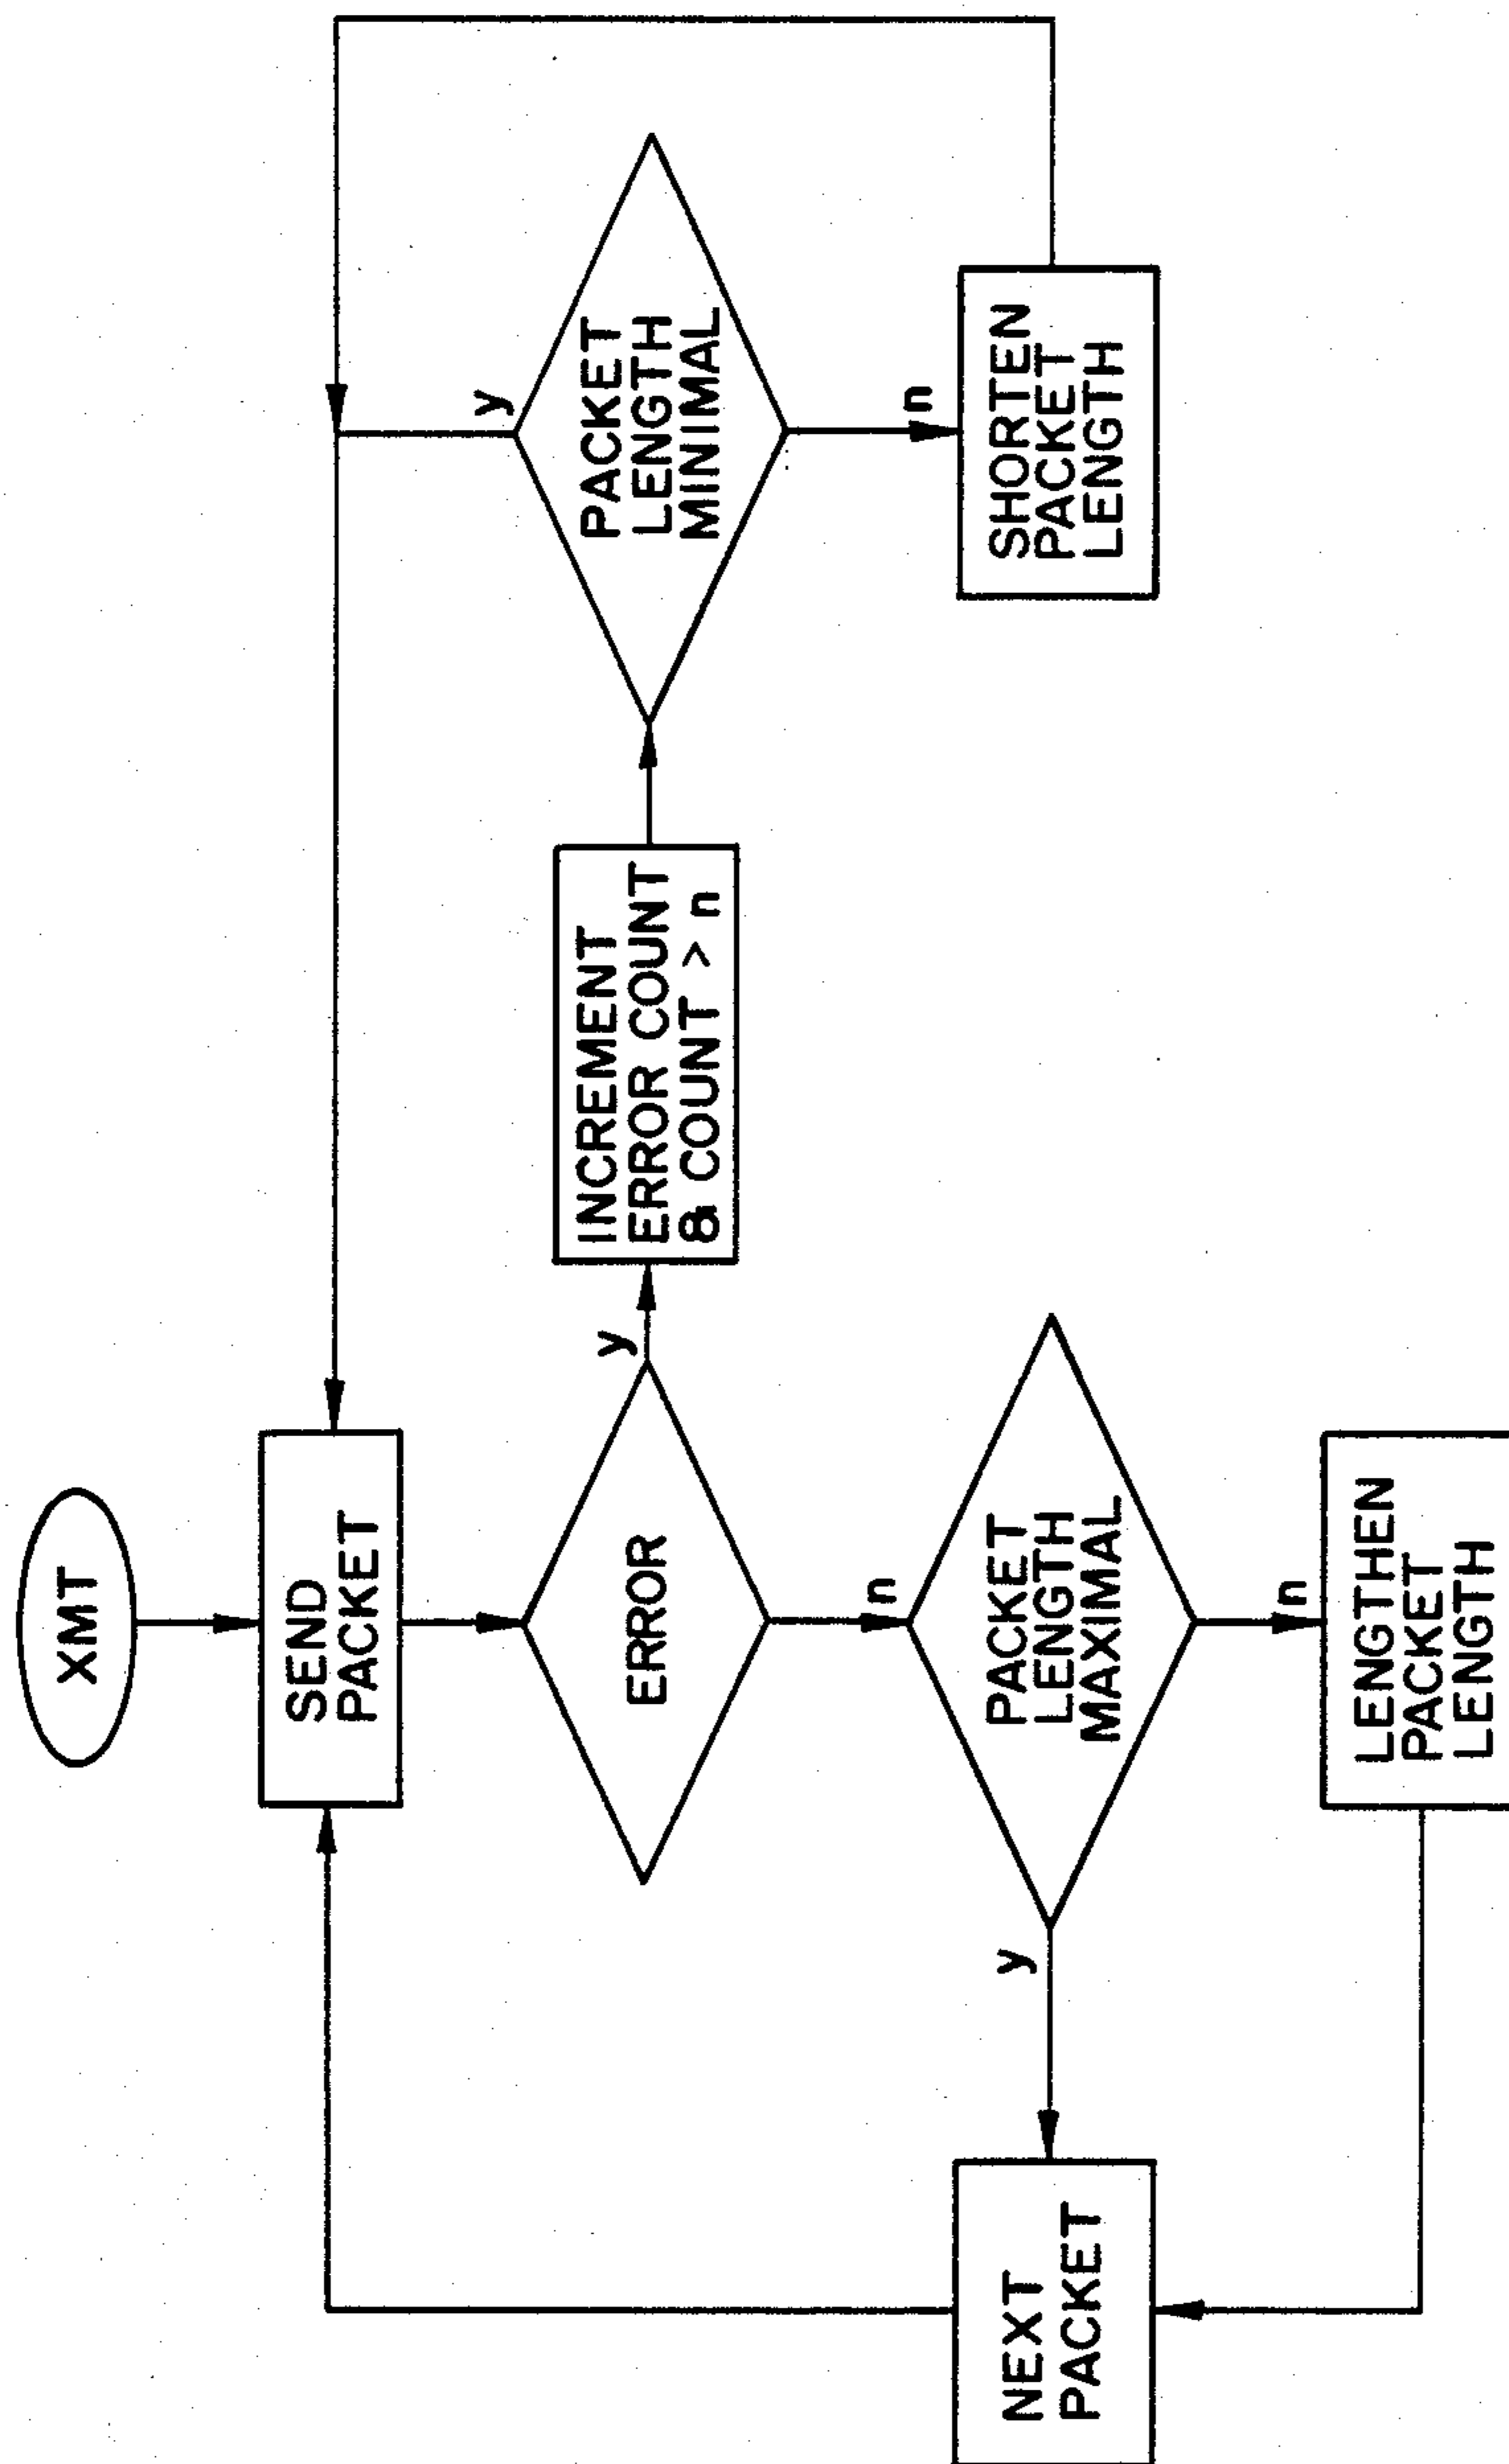 XMT
SEND
PACKET
ERROR
y
INCREMENT
ERROR COUNT
& COUNT > n
y
PACKET
LENGTH
MINIMAL
n
SHORTEN
PACKET
LENGTH
n
PACKET
LENGTH
MAXIMAL
y
NEXT
PACKET
n
LENGTHEN
PACKET
LENGTH